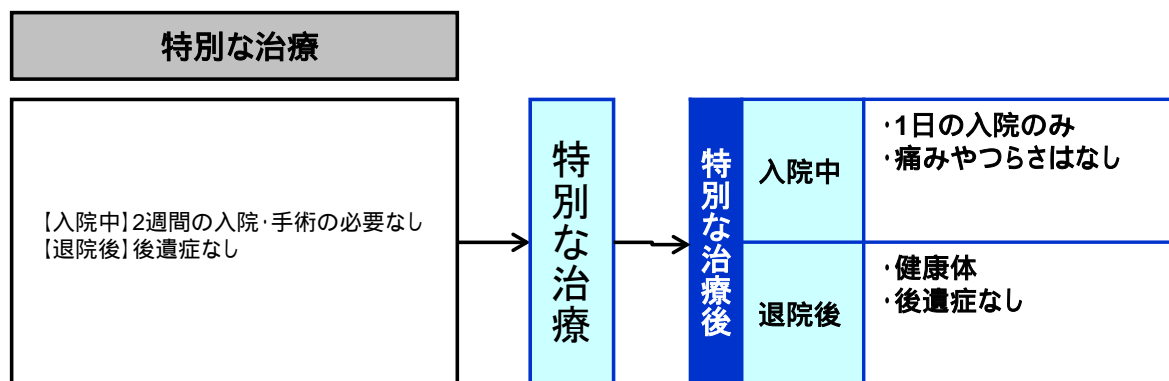 特別な治療
【入院中】2週間の入院・手術の必要なし
【退院後】後遺症なし
特別な治療
特別な治療後
入院中
・1日の入院のみ
・痛みやつらさはなし
退院後
・健康体
・後遺症なし